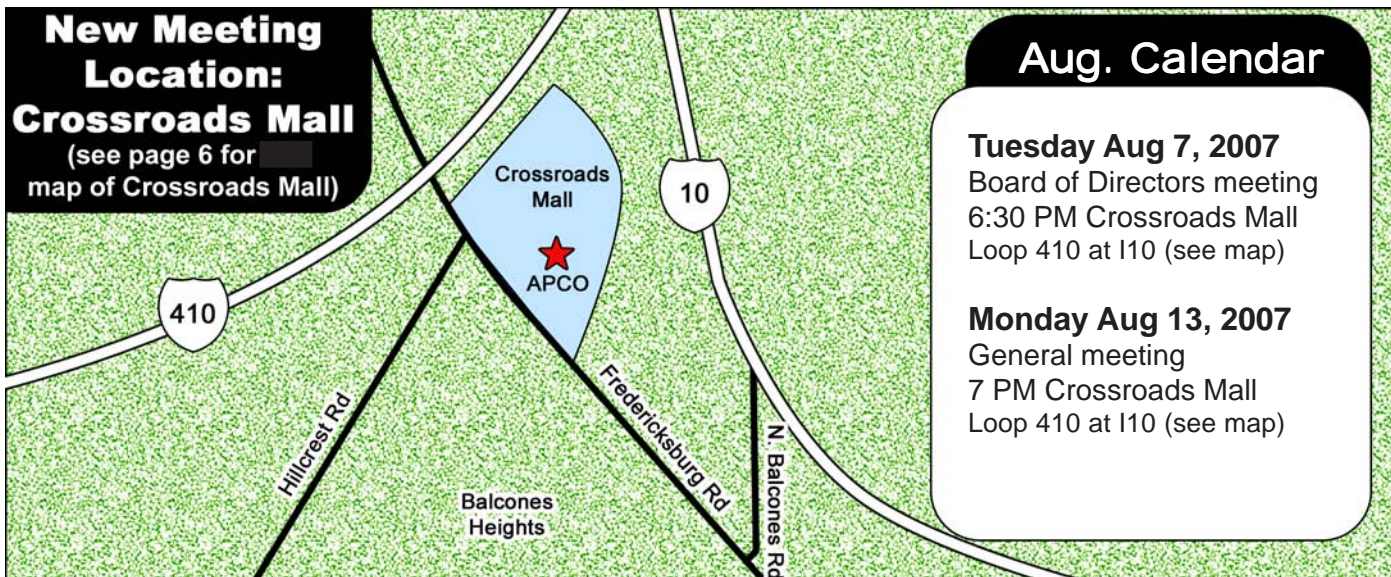 New Meeting
Location:
Crossroads Mall
(see page 6 for
map of Crossroads Mall)
Crossroads
Mall
APCO
10
410
Hillcrest Rd
Fredericksburg Rd
N. Balcones Rd
Balcones
Heights
Aug. Calendar
Tuesday Aug 7, 2007
Board of Directors meeting
6:30 PM Crossroads Mall
Loop 410 at I10 (see map)
Monday Aug 13, 2007
General meeting
7 PM Crossroads Mall
Loop 410 at I10 (see map)